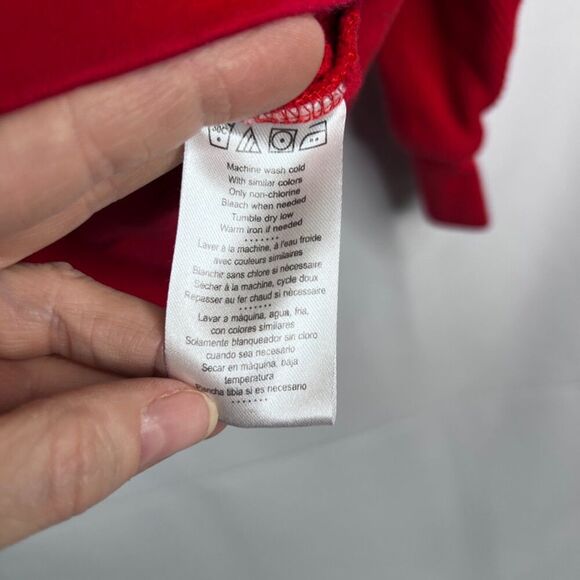 30C
Machine wash cold
With similar colors
Only non-chlorine
Bleach when needed
Tumble dry low
Warm iron if needed
Laver à la machine, à l'eau froide
avec couleurs similaires
Blanchir sans chlore si nécessaire
Sécher à la machine, cycle doux
Repasser au fer chaud si nécessaire
Lavar a máquina, agua, fria,
con colores similares
Solamente blanqueador sin cloro
cuando sea necesario
Secar en máquina, baja
temperatura
Plancha tibia si es necesario